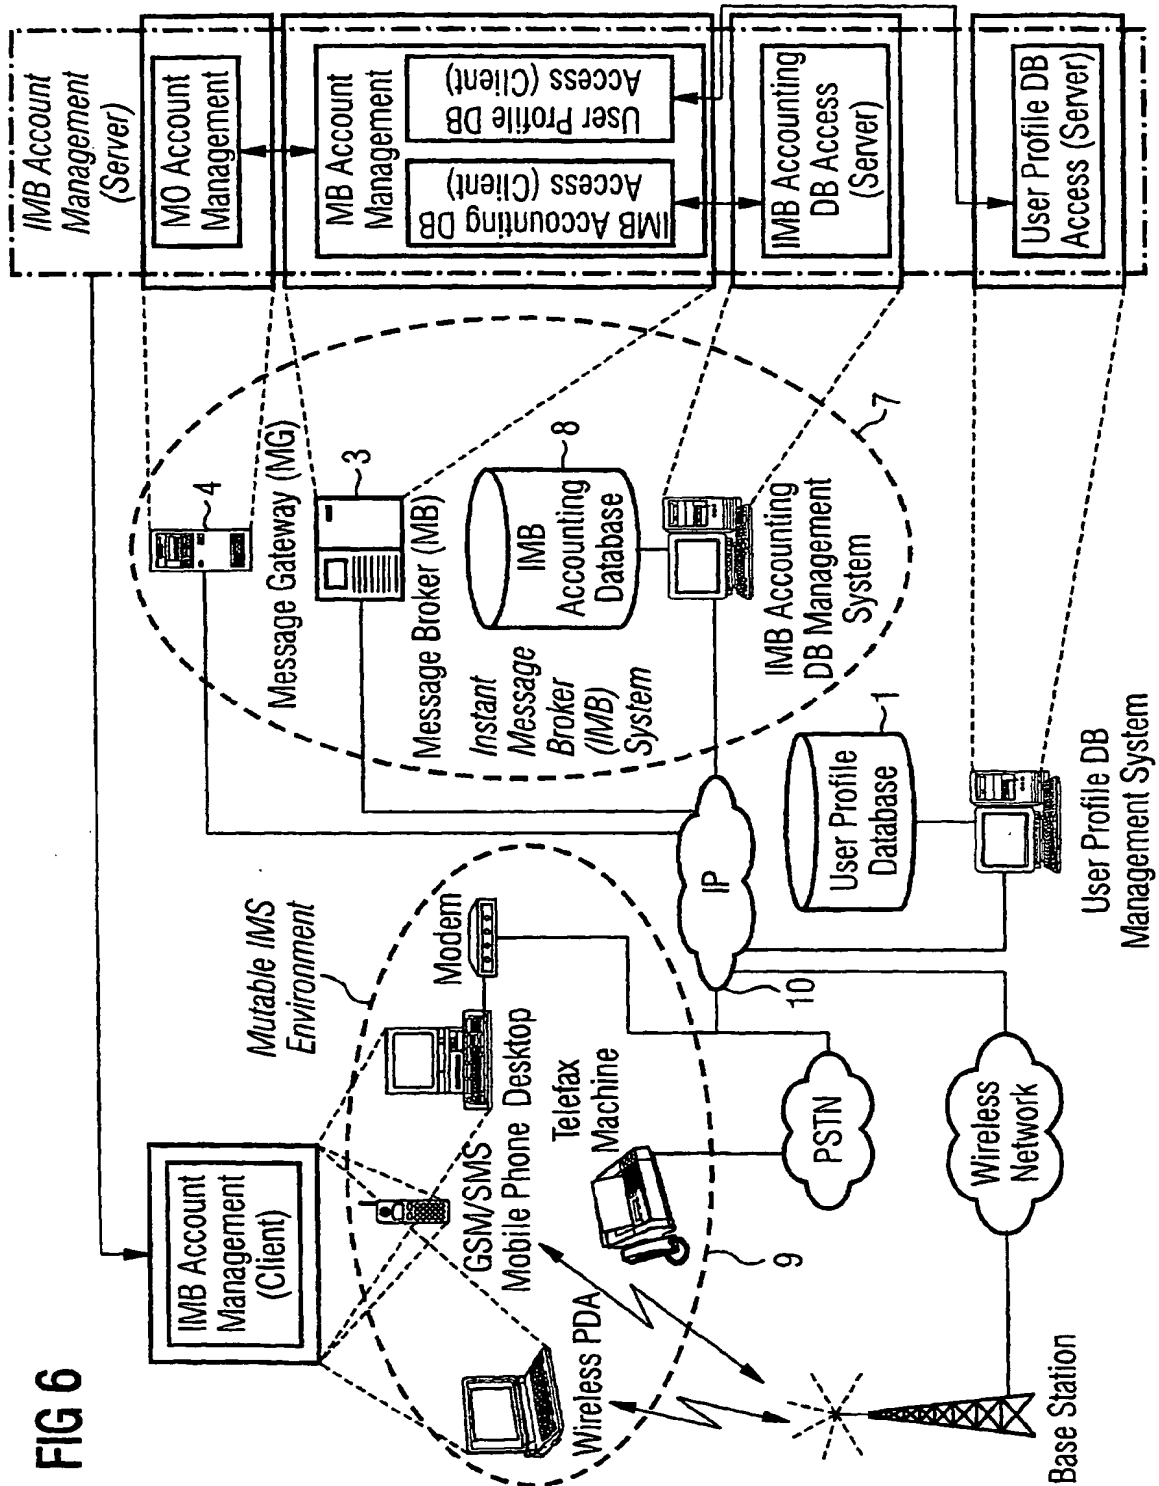 FIG 6
IMB Account
Management
(Client)
Mutable IMS
Environment
Wireless PDA
GSM/SMS
Mobile Phone
Desktop
Modem
Telefax
Machine
9
Base Station
Wireless
Network
PSTN
10
IP
User Profile
Database
1
User Profile DB
Management System
4
Message Gateway (MG)
3
Message Broker (MB)
Instant
Message
Broker
(IMB)
System
IMB
Accounting
Database
8
IMB Accounting
DB Management
System
7
IMB Account
Management
(Server)
MO Account
Management
MB Account
Management
IMB Accounting DB
Access (Client)
User Profile DB
Access (Client)
IMB Accounting
DB Access
(Server)
User Profile DB
Access (Server)